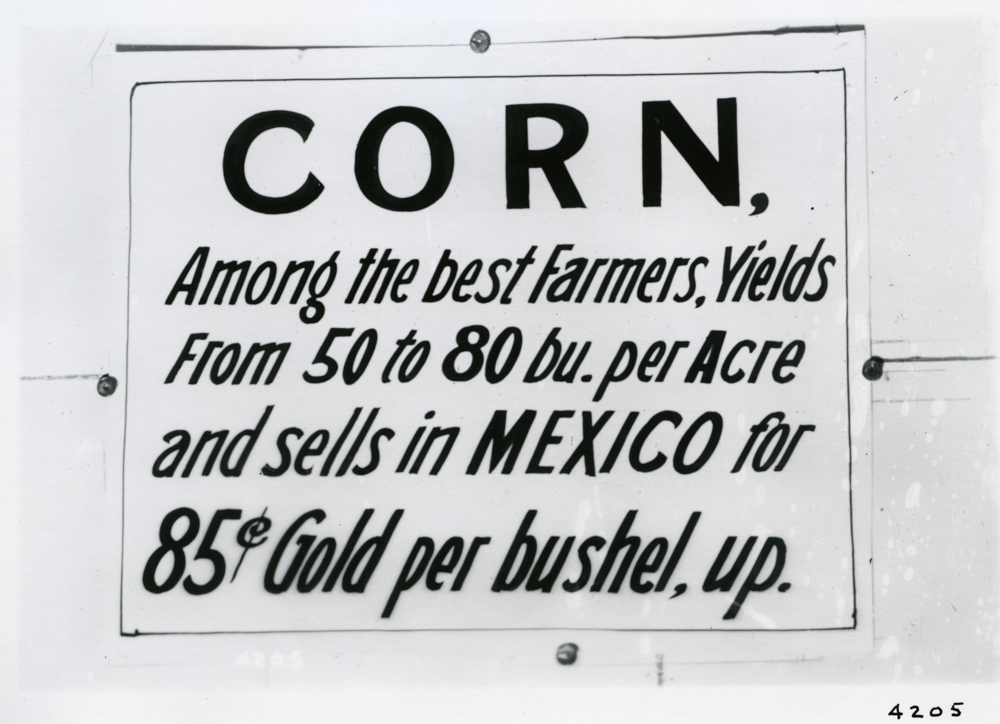 CORN,
Among the best Farmers, Yields
From 50 to 80 bu. per Acre
and sells in MEXICO for
85¢ Gold per bushel, up.
4205
4205